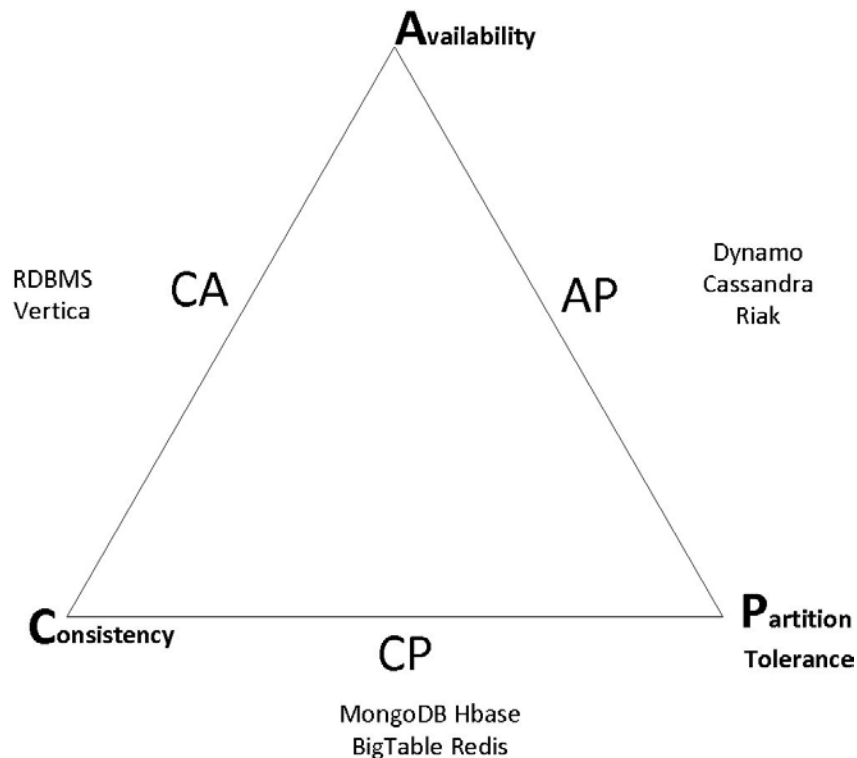 Availability
RDBMS
Vertica
CA
AP
Dynamo
Cassandra
Riak
Consistency
Partition
Tolerance
CP
MongoDB Hbase
BigTable Redis